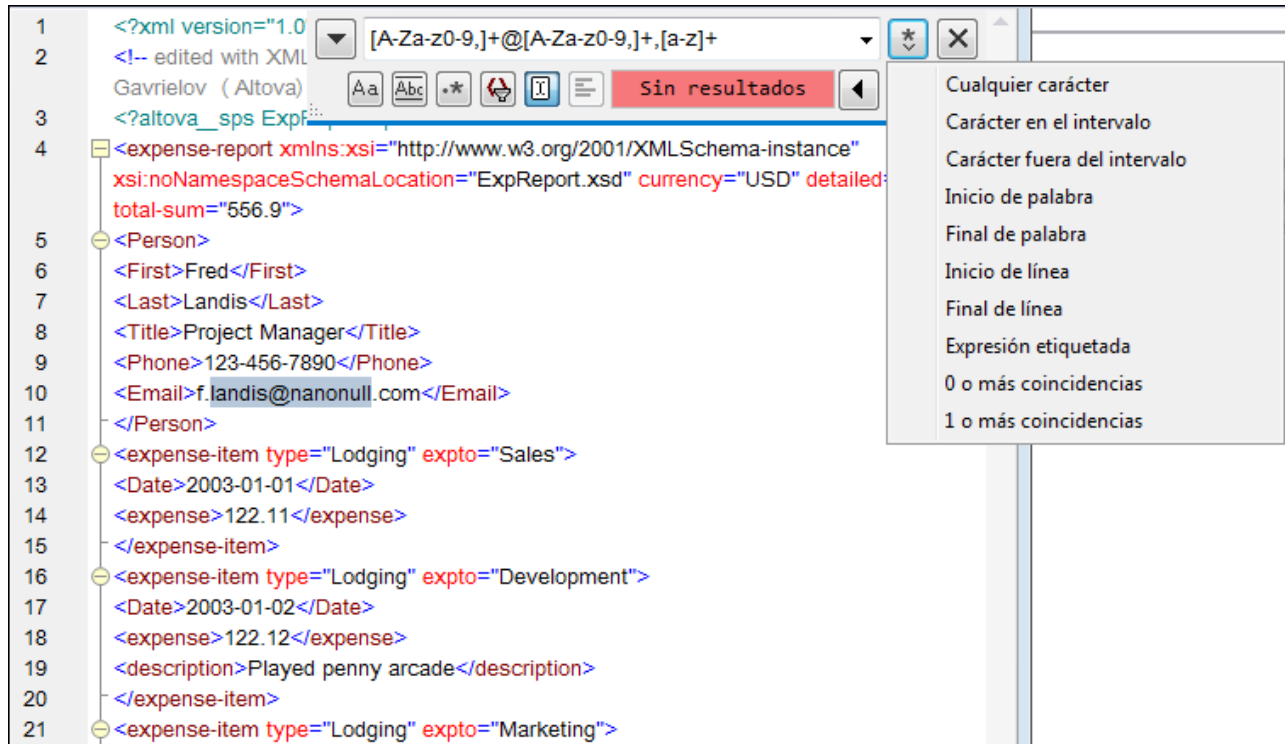 [A-Za-z0-9,]+@[A-Za-z0-9,]+,[a-z]+
Aa Abc .* Sin resultados
Cualquier carácter
Carácter en el intervalo
Carácter fuera del intervalo
Inicio de palabra
Final de palabra
Inicio de línea
Final de línea
Expresión etiquetada
0 o más coincidencias
1 o más coincidencias
1 <?xml version="1.0
2 <!-- edited with XML
Gavrielov ( Altova)
3 <?altova_sps
4 <expense-report xmlns:xsi="http://www.w3.org/2001/XMLSchema-instance"
xsi:noNamespaceSchemaLocation="ExpReport.xsd" currency="USD" detailed
total-sum="556.9">
5 <Person>
6 <First>Fred</First>
7 <Last>Landis</Last>
8 <Title>Project Manager</Title>
9 <Phone>123-456-7890</Phone>
10 <Email>f.landis@nanonull.com</Email>
11 </Person>
12 <expense-item type="Lodging" expto="Sales">
13 <Date>2003-01-01</Date>
14 <expense>122.11</expense>
15 </expense-item>
16 <expense-item type="Lodging" expto="Development">
17 <Date>2003-01-02</Date>
18 <expense>122.12</expense>
19 <description>Played penny arcade</description>
20 </expense-item>
21 <expense-item type="Lodging" expto="Marketing">